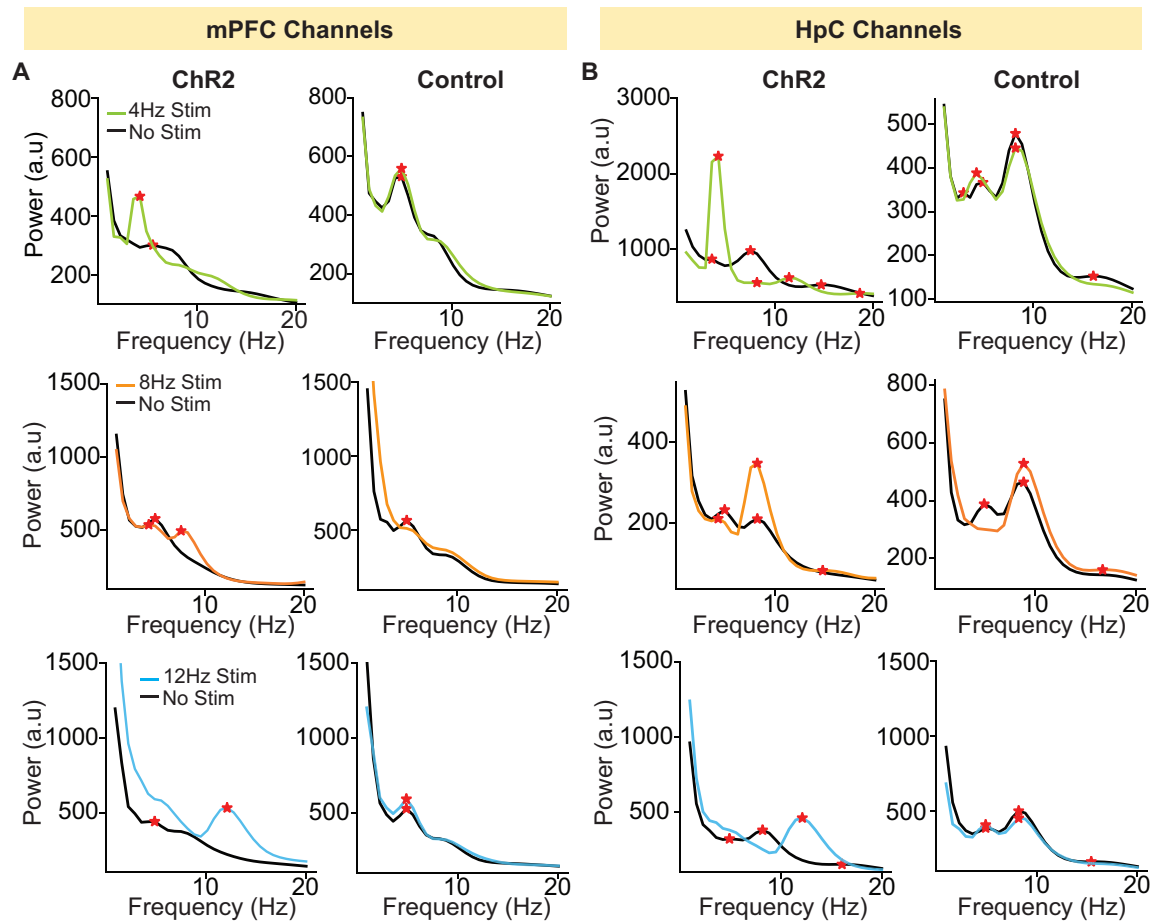 mPFC Channels
HpC Channels
A
ChR2
Control
B
ChR2
Control
800
600
400
200
Power (a.u)
4Hz Stim
No Stim
10
20
Frequency (Hz)
800
600
400
200
10
20
Frequency (Hz)
3000
2000
1000
Power (a.u)
10
20
Frequency (Hz)
500
400
300
200
100
10
20
Frequency (Hz)
1500
1000
500
Power (a.u)
8Hz Stim
No Stim
10
20
Frequency (Hz)
1500
1000
500
10
20
Frequency (Hz)
400
200
Power (a.u)
10
20
Frequency (Hz)
800
600
400
200
10
20
Frequency (Hz)
1500
1000
500
Power (a.u)
12Hz Stim
No Stim
10
20
Frequency (Hz)
1500
1000
500
10
20
Frequency (Hz)
1500
1000
500
Power (a.u)
10
20
Frequency (Hz)
1500
1000
500
10
20
Frequency (Hz)